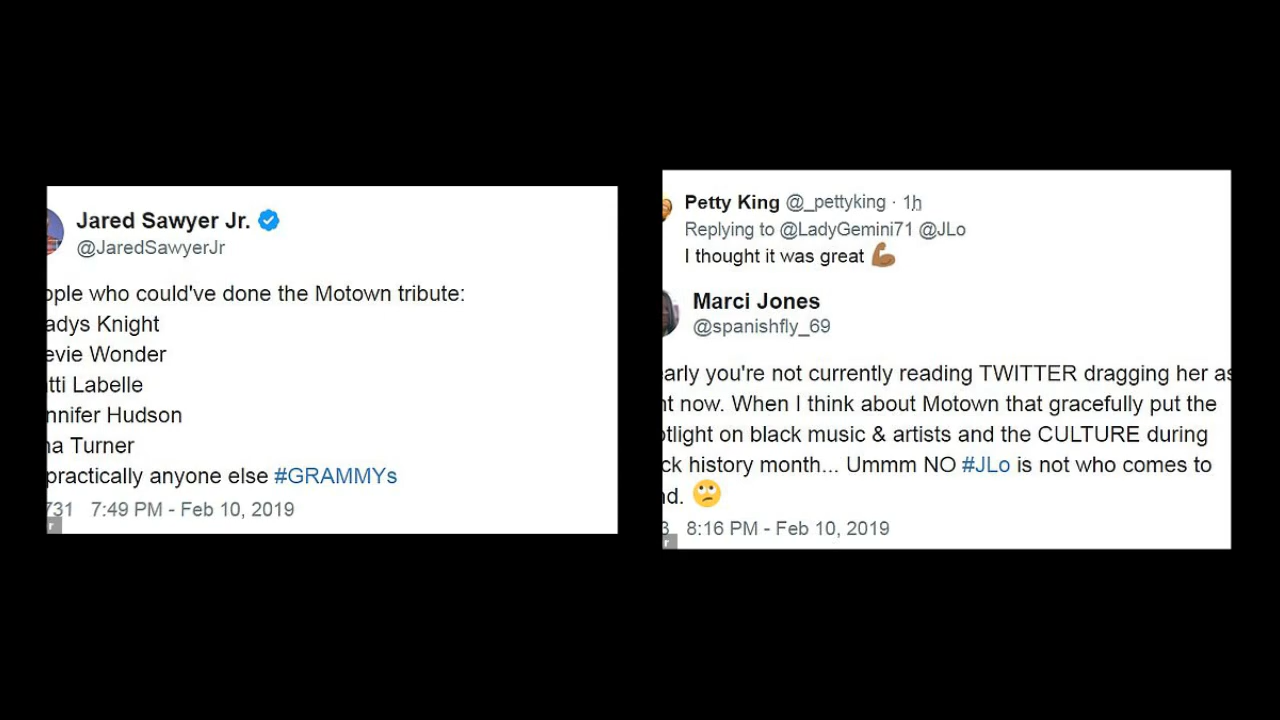 Jared Sawyer Jr.
@JaredSawyerJr
ople who could've done the Motown tribute:
adys Knight
evie Wonder
tti Labelle
nnifer Hudson
na Turner
practically anyone else #GRAMMYs
731 7:49 PM - Feb 10, 2019
r
Petty King @_pettyking · 1h
Replying to @LadyGemini71 @JLo
I thought it was great 💪🏾
Marci Jones
@spanishfly_69
early you're not currently reading TWITTER dragging her as
ht now. When I think about Motown that gracefully put the
otlight on black music & artists and the CULTURE during
ck history month... Ummm NO #JLo is not who comes to
nd. 🙄
3 8:16 PM - Feb 10, 2019
r